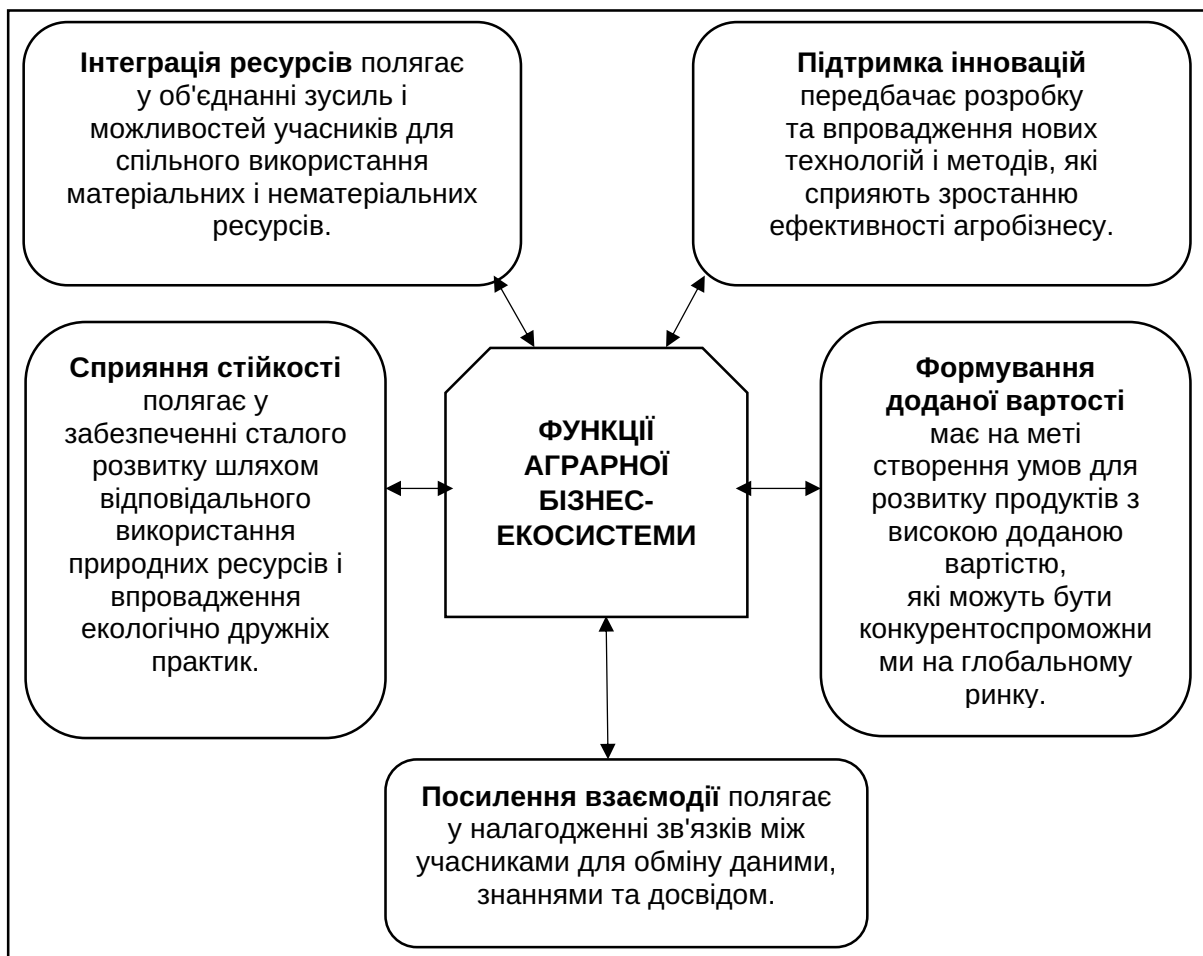 Інтеграція ресурсів полягає
у об'єднанні зусиль і
можливостей учасників для
спільного використання
матеріальних і нематеріальних
ресурсів.
Підтримка інновацій
передбачає розробку
та впровадження нових
технологій і методів, які
сприяють зростанню
ефективності агробізнесу.
Сприяння стійкості
полягає у
забезпеченні сталого
розвитку шляхом
відповідального
використання
природних ресурсів і
впровадження
екологічно дружніх
практик.
ФУНКЦІЇ
АГРАРНОЇ
БІЗНЕС-
ЕКОСИСТЕМИ
Формування
доданої вартості
має на меті
створення умов для
розвитку продуктів з
високою доданою
вартістю,
які можуть бути
конкурентоспроможни
ми на глобальному
ринку.
Посилення взаємодії полягає
у налагодженні зв'язків між
учасниками для обміну даними,
знаннями та досвідом.